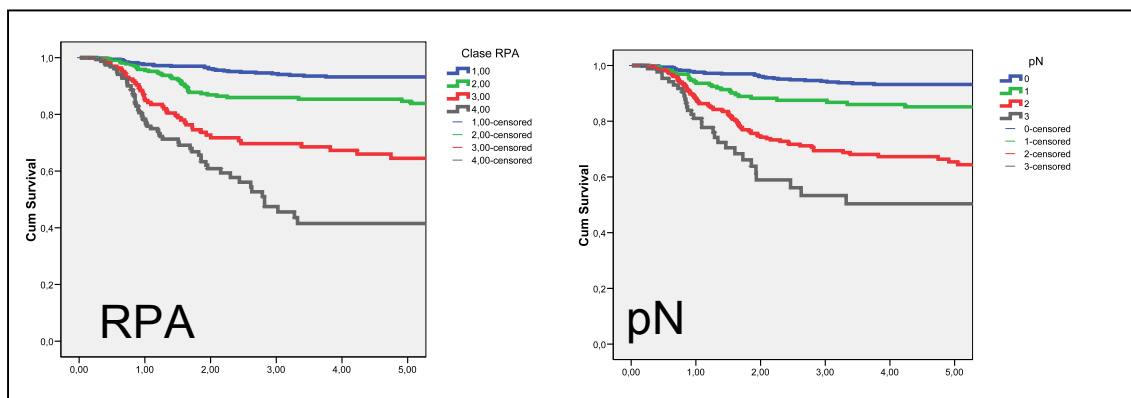 Clase RPA
1,00
2,00
3,00
4,00
1,00-censored
2,00-censored
3,00-censored
4,00-censored
Cum Survival
1,0
0,8
0,6
0,4
0,2
0,0
0,00 1,00 2,00 3,00 4,00 5,00
RPA
pN
0
1
2
3
0-censored
1-censored
2-censored
3-censored
Cum Survival
1,0
0,8
0,6
0,4
0,2
0,0
0,00 1,00 2,00 3,00 4,00 5,00
pN